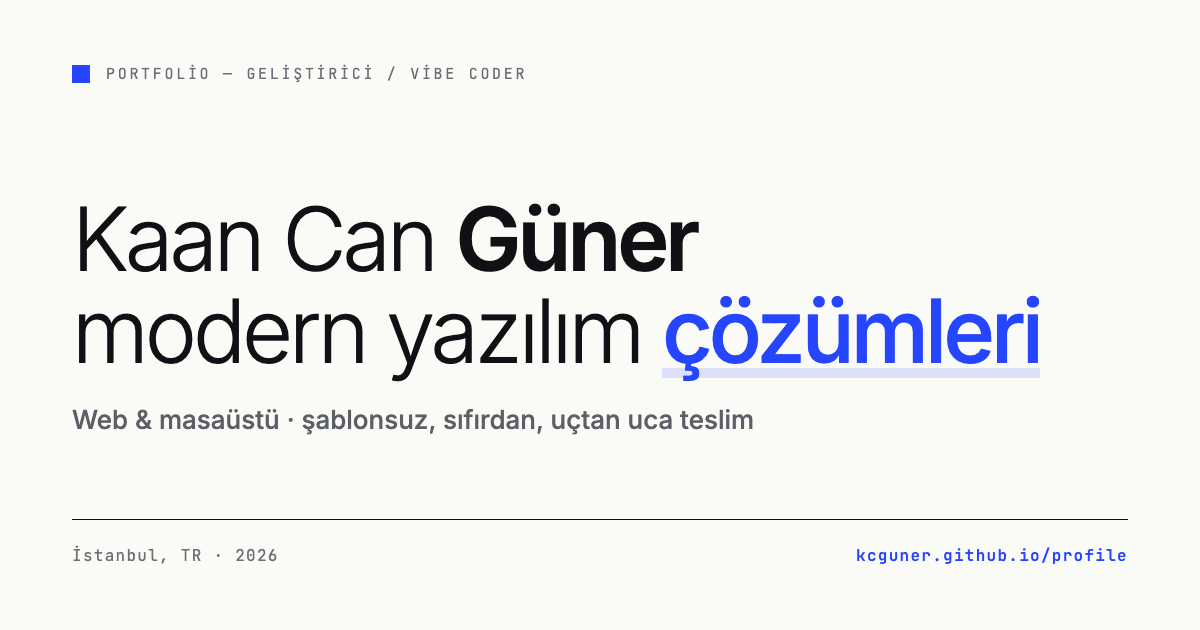 PORTFOLİO — GELİŞTİRİCİ / VİBE CODER
Kaan Can Güner
modern yazılım çözümleri
Web & masaüstü · şablonsuz, sıfırdan, uçtan uca teslim
İstanbul, TR · 2026
kcguner.github.io/profile